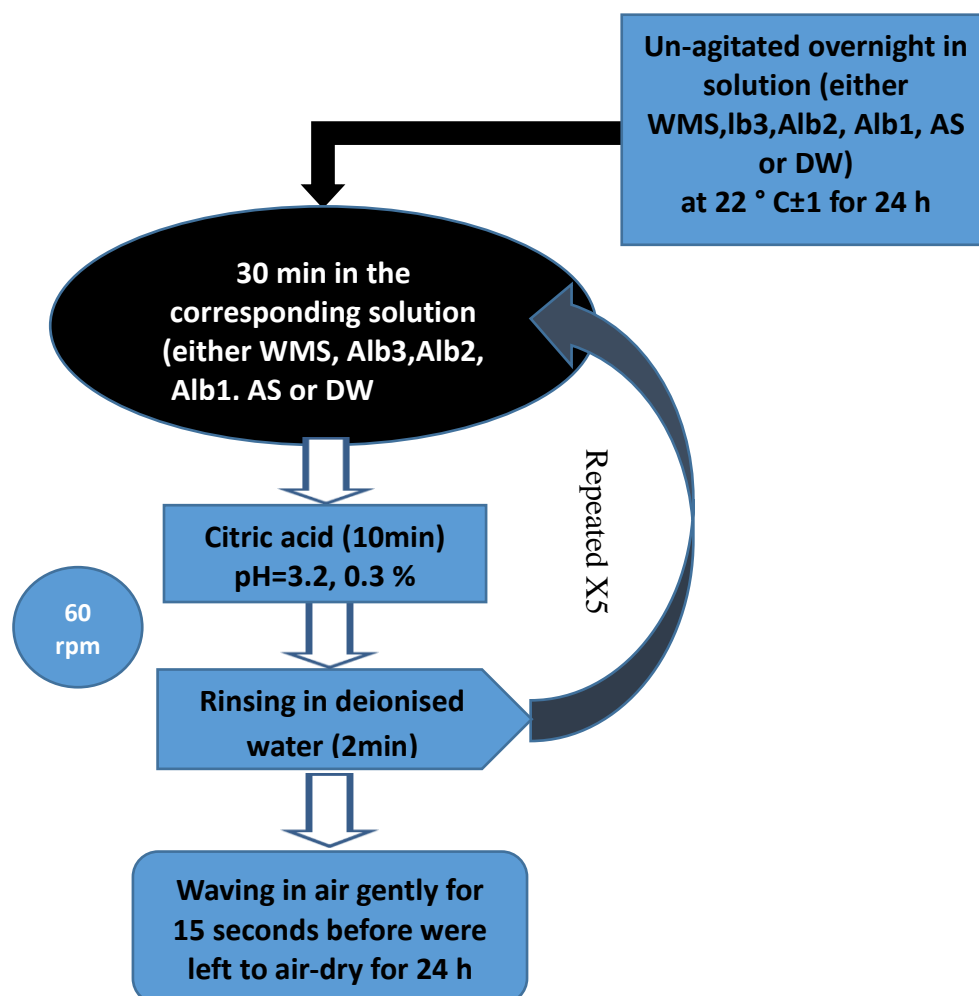 Un-agitated overnight in
solution (either
WMS,lb3,Alb2, Alb1, AS
or DW)
at 22 ° C±1 for 24 h
30 min in the
corresponding solution
(either WMS, Alb3,Alb2,
Alb1. AS or DW
Repeated X5
Citric acid (10min)
pH=3.2, 0.3 %
60
rpm
Rinsing in deionised
water (2min)
Waving in air gently for
15 seconds before were
left to air-dry for 24 h